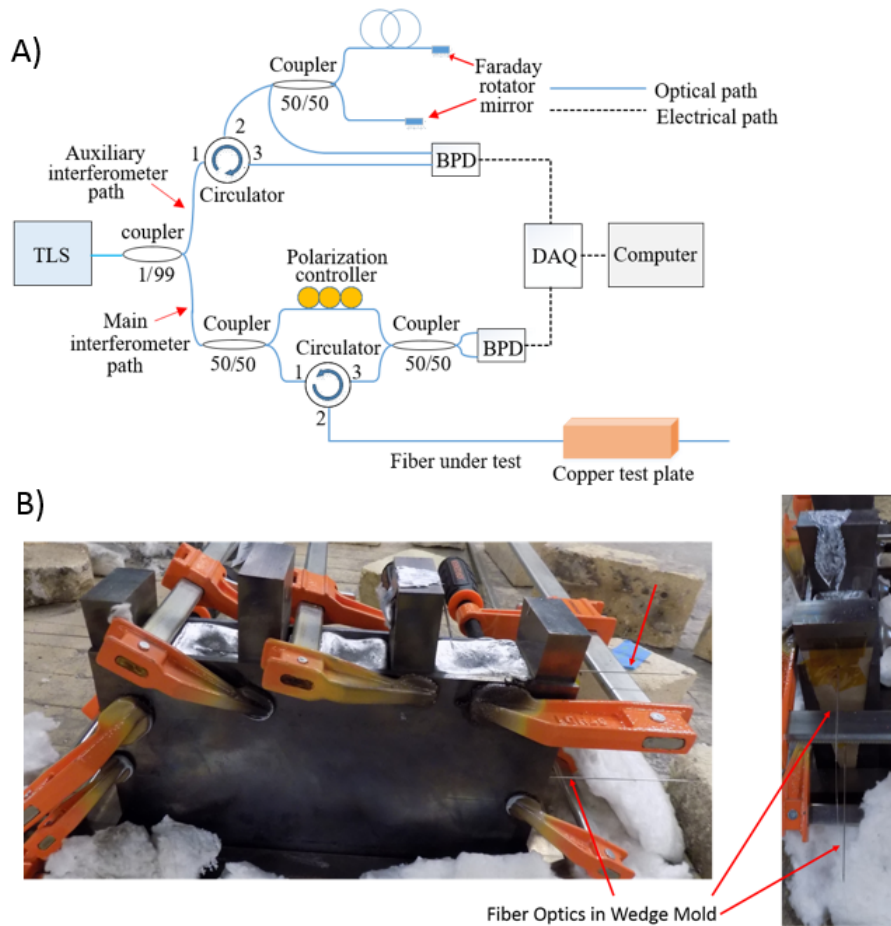 A)
Coupler
50/50
Faraday
rotator
mirror
Optical path
Electrical path
2
1
3
Circulator
Auxiliary
interferometer
path
BPD
TLS
coupler
1/99
DAQ
Computer
Polarization
controller
Main
interferometer
path
Coupler
50/50
Circulator
1
3
2
Coupler
50/50
BPD
Fiber under test
Copper test plate
B)
Fiber Optics in Wedge Mold